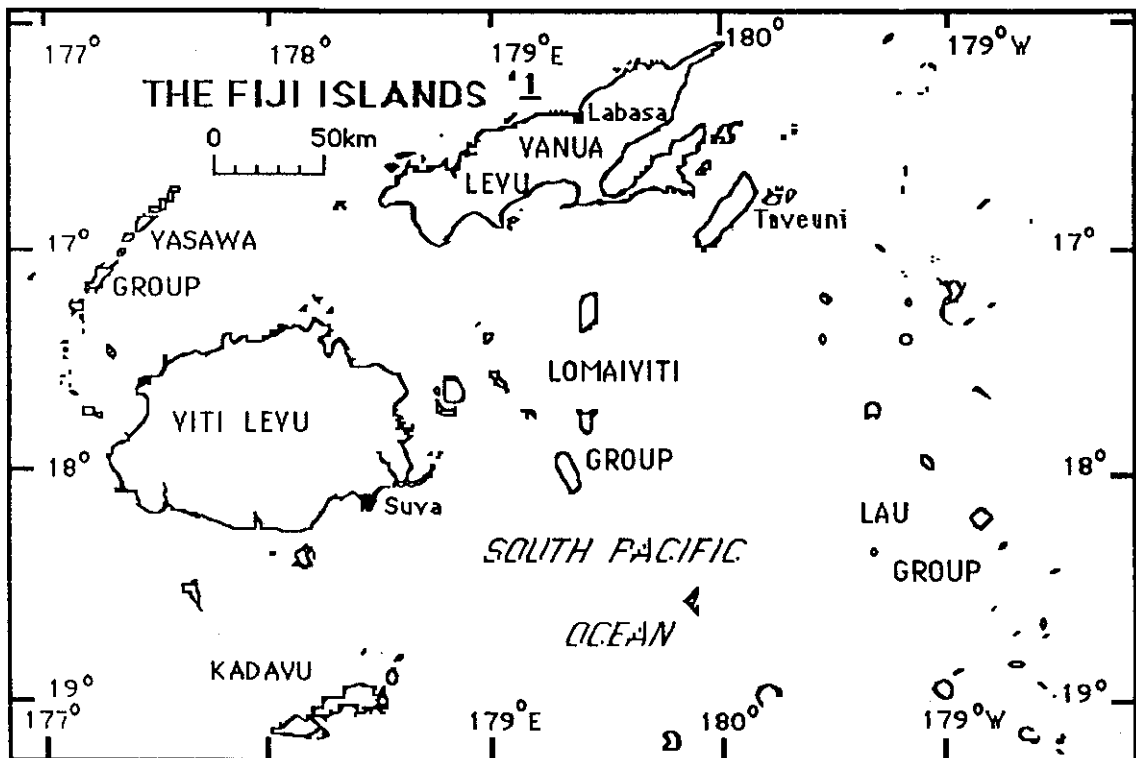 177° 178° 179°E 180° 179°W
THE FIJI ISLANDS '1
0 50km
Labasa
VANUA
LEVU
Taveuni
YASAWA
17° 17°
GROUP
LOMAIVITI
VITI LEVU
GROUP
18° 18°
Suva
LAU
SOUTH PACIFIC
GROUP
OCEAN
KADAVU
19° 19°
177° 179°E 180° 179°W